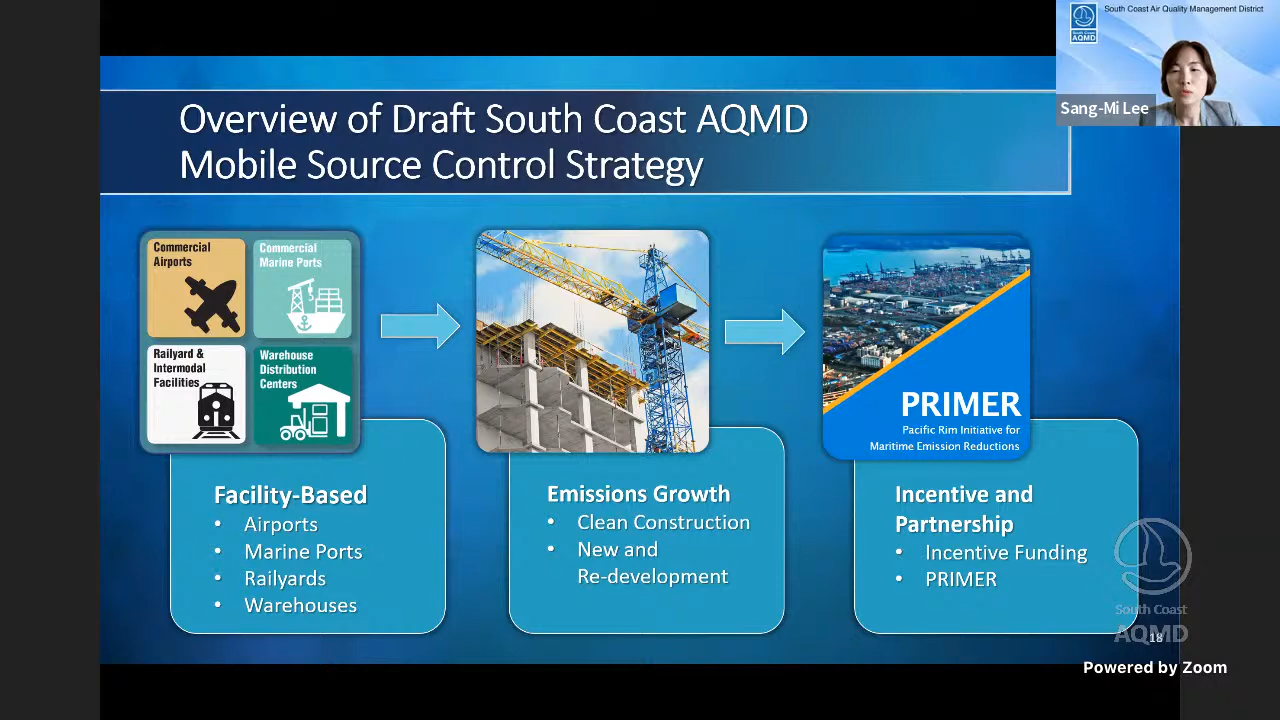 South Coast Air Quality Management District
South Coast
AQMD
Sang-Mi Lee
Overview of Draft South Coast AQMD
Mobile Source Control Strategy
Commercial
Airports
Commercial
Marine Ports
Railyard &
Intermodal
Facilities
Warehouse
Distribution
Centers
PRIMER
Pacific Rim Initiative for
Maritime Emission Reductions
Facility-Based
• Airports
• Marine Ports
• Railyards
• Warehouses
Emissions Growth
• Clean Construction
• New and
Re-development
Incentive and
Partnership
• Incentive Funding
• PRIMER
South Coast
AQMD
18
Powered by Zoom